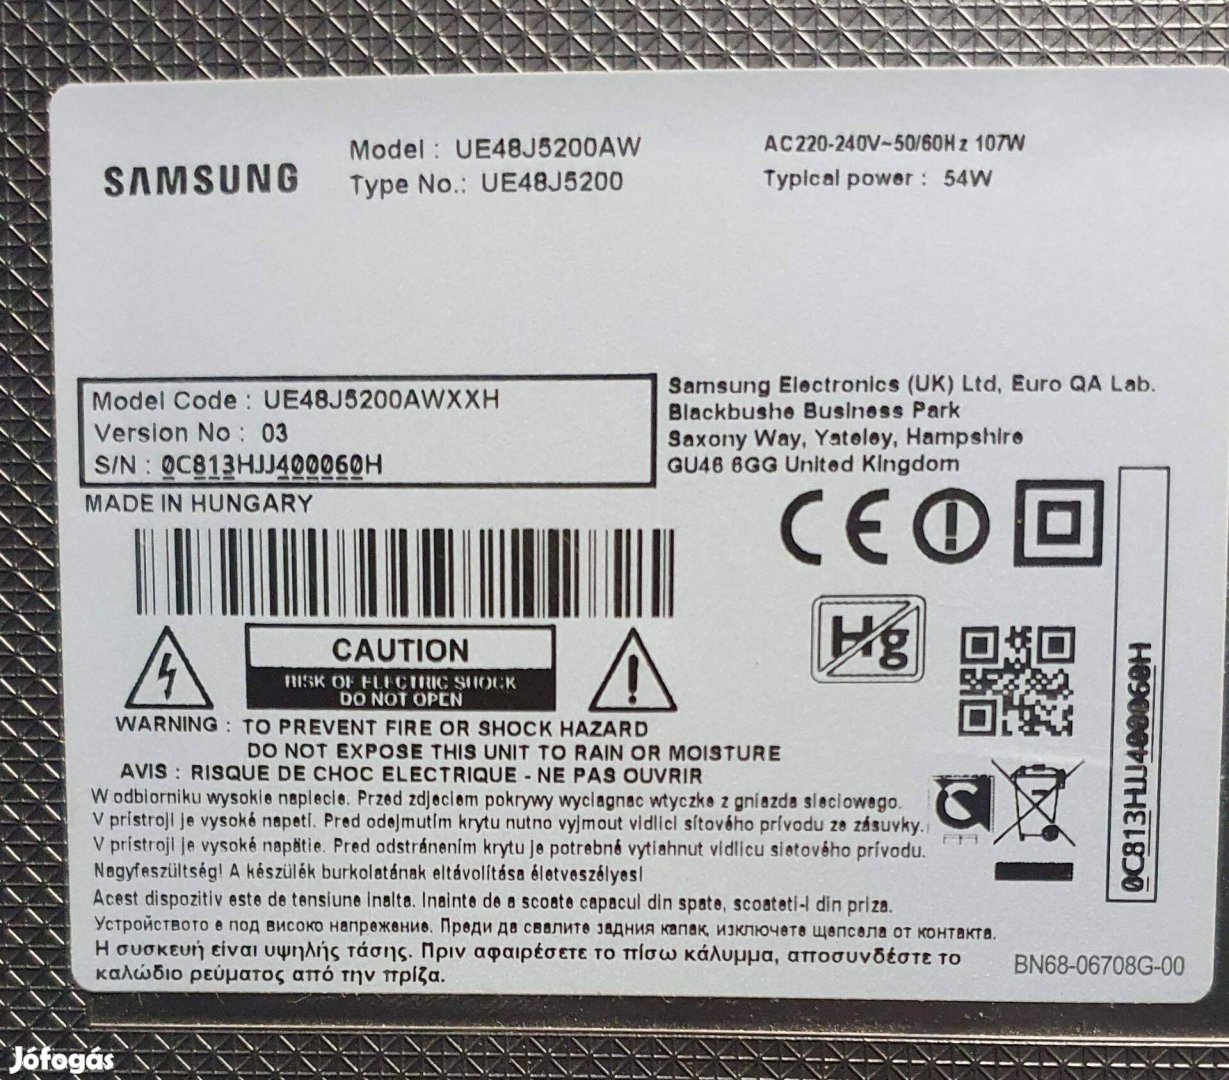 SAMSUNG
Model : UE48J5200AW
Type No.: UE48J5200
AC220-240V~50/60Hz 107W
Typical power : 54W
Model Code : UE48J5200AWXXH
Version No : 03
S/N : 0C813HJJ400060H
MADE IN HUNGARY
Samsung Electronics (UK) Ltd, Euro QA Lab.
Blackbushe Business Park
Saxony Way, Yateley, Hampshire
GU46 6GG United Kingdom
CE
Hg
0C813HJJ400060H
CAUTION
RISK OF ELECTRIC SHOCK
DO NOT OPEN
WARNING : TO PREVENT FIRE OR SHOCK HAZARD
DO NOT EXPOSE THIS UNIT TO RAIN OR MOISTURE
AVIS : RISQUE DE CHOC ELECTRIQUE - NE PAS OUVRIR
W odbiorniku wysokie napiecie. Przed zdjeciem pokrywy wyciagnac wtyczke z gniazda sieciowego.
V prístroji je vysoké napetí. Pred odejmutím krytu nutno vyjmout vidlici sítového prívodu ze zásuvky.
V prístroji je vysoké napätie. Pred odstránením krytu je potrebné vytiahnut vidlicu sietového prívodu.
Nagyfeszültség! A készülék burkolatának eltávolítása életveszélyes!
Acest dispozitiv este de tensiune inalta. Inainte de a scoate capacul din spate, scoateti-l din priza.
Устройството е под високо напрежение. Преди да свалите задния капак, изключете щепсела от контакта.
Η συσκευή είναι υψηλής τάσης. Πριν αφαιρέσετε το πίσω κάλυμμα, αποσυνδέστε το
καλώδιο ρεύματος από την πρίζα.
BN68-06708G-00
Jófogás